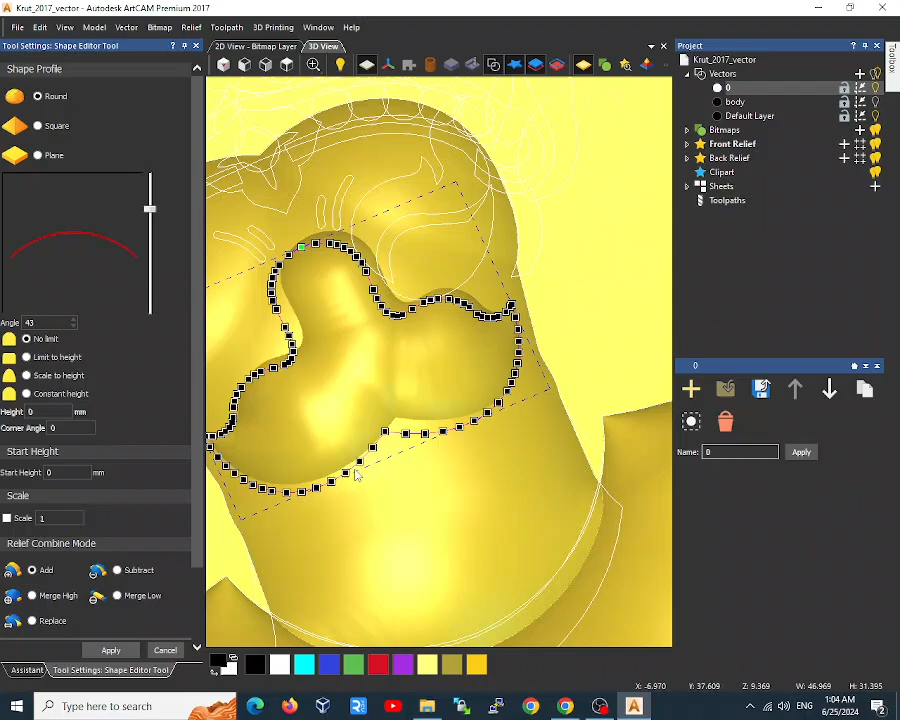 Krut_2017_vector - Autodesk ArtCAM Premium 2017
File Edit View Model Vector Bitmap Relief Toolpath 3D Printing Window Help
Tool Settings: Shape Editor Tool
2D View - Bitmap Layer 3D View
Project
Toolbox
Shape Profile
Round
Square
Plane
Angle 43
No limit
Limit to height
Scale to height
Constant height
Height 0 mm
Corner Angle 0
Start Height
Start Height 0 mm
Scale
Scale 1
Relief Combine Mode
Add Subtract
Merge High Merge Low
Replace
Apply Cancel
Assistant Tool Settings: Shape Editor Tool
Krut_2017_vector
Vectors
0
body
Default Layer
Bitmaps
Front Relief
Back Relief
Clipart
Sheets
Toolpaths
0
Name: 0 Apply
X: -6.970 Y: 37.609 Z: 9.369 W: 46.969 H: 31.395
Type here to search
ENG
1:04 AM
6/25/2024
2